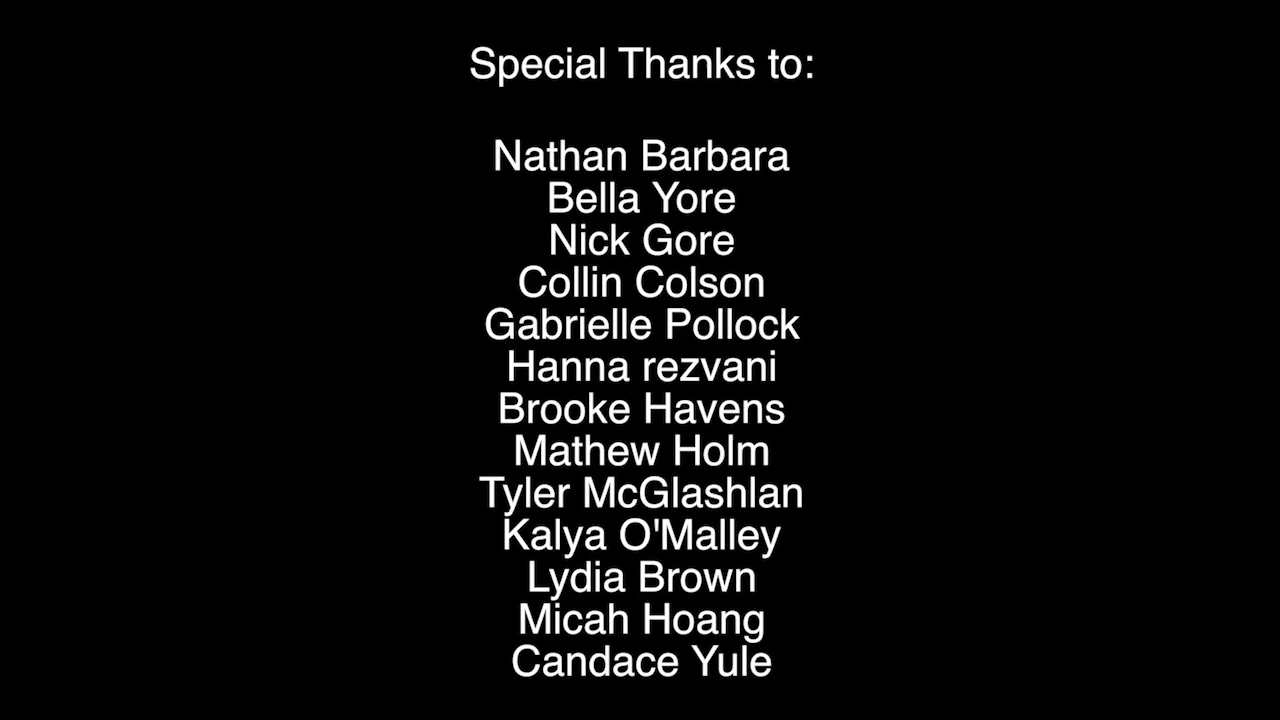 Special Thanks to:
Nathan Barbara
Bella Yore
Nick Gore
Collin Colson
Gabrielle Pollock
Hanna rezvani
Brooke Havens
Mathew Holm
Tyler McGlashlan
Kalya O'Malley
Lydia Brown
Micah Hoang
Candace Yule